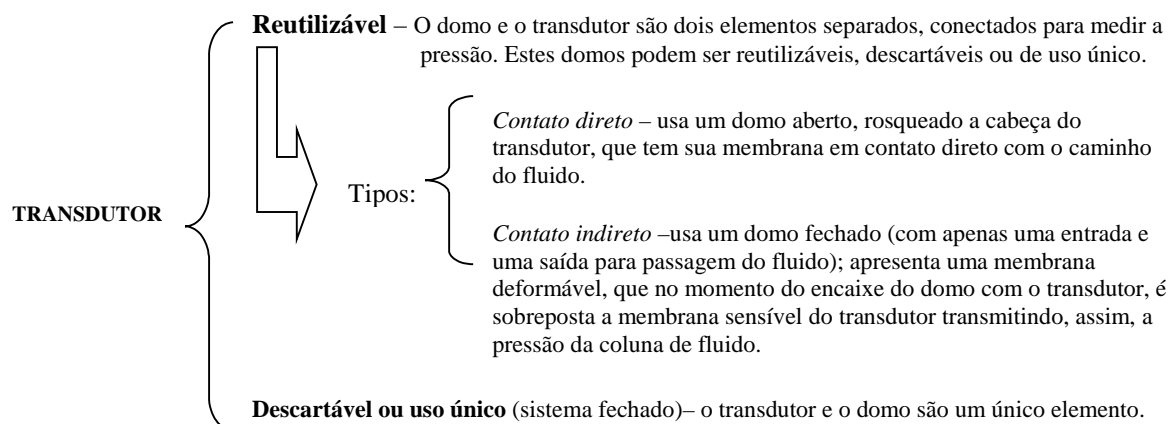 Reutilizável – O domo e o transdutor são dois elementos separados, conectados para medir a
pressão. Estes domos podem ser reutilizáveis, descartáveis ou de uso único.
Contato direto – usa um domo aberto, rosqueado a cabeça do
transdutor, que tem sua membrana em contato direto com o caminho
do fluido.
Tipos:
TRANSDUTOR
Contato indireto –usa um domo fechado (com apenas uma entrada e
uma saída para passagem do fluido); apresenta uma membrana
deformável, que no momento do encaixe do domo com o transdutor, é
sobreposta a membrana sensível do transdutor transmitindo, assim, a
pressão da coluna de fluido.
Descartável ou uso único (sistema fechado)– o transdutor e o domo são um único elemento.